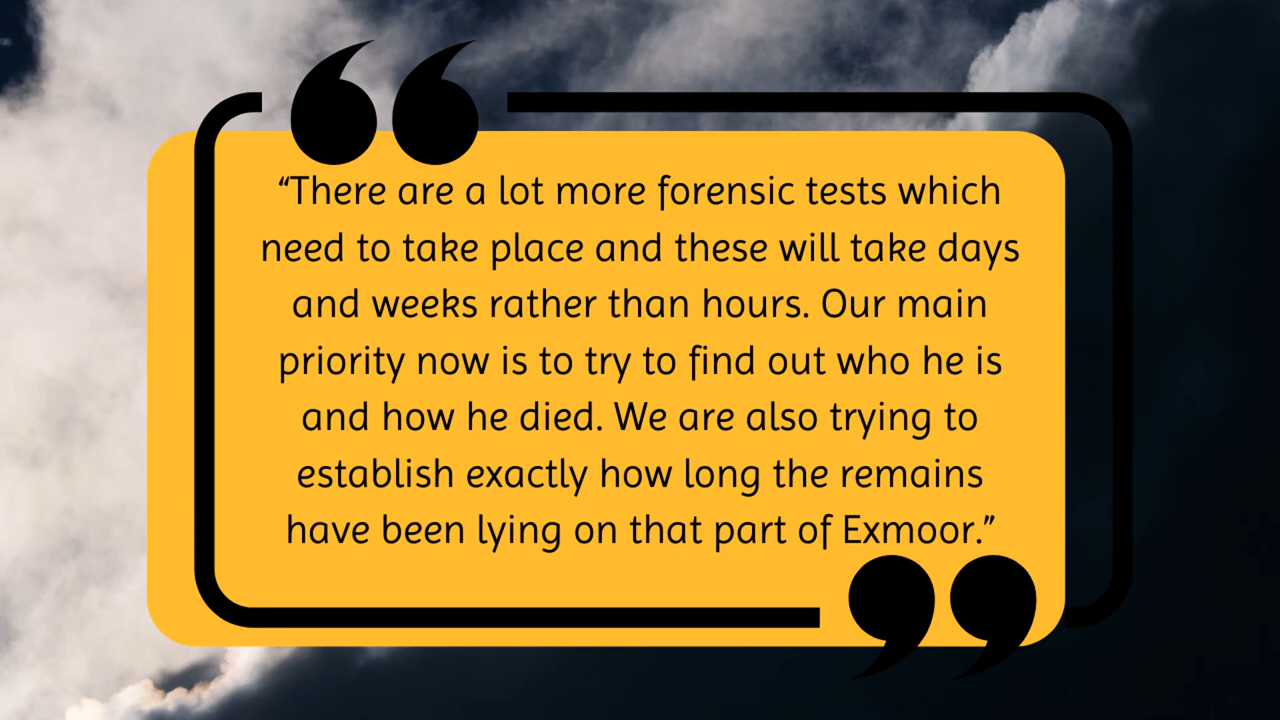 “There are a lot more forensic tests which
need to take place and these will take days
and weeks rather than hours. Our main
priority now is to try to find out who he is
and how he died. We are also trying to
establish exactly how long the remains
have been lying on that part of Exmoor.”